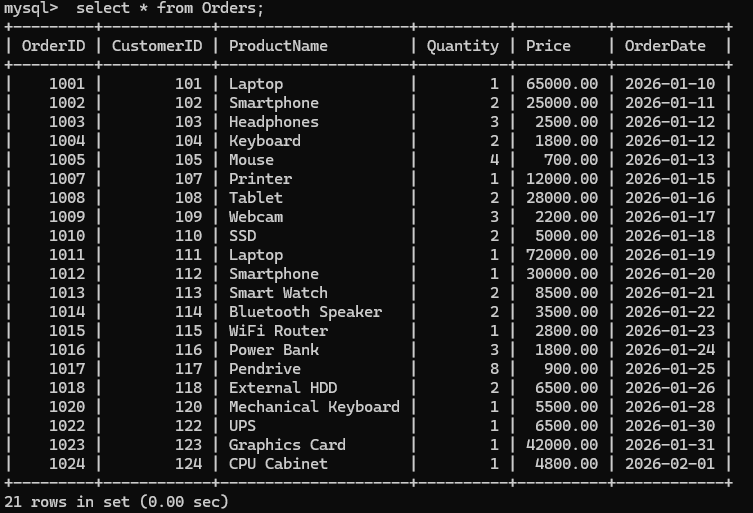 mysql>  select * from Orders;
+---------+------------+---------------------+----------+----------+------------+
| OrderID | CustomerID | ProductName         | Quantity | Price    | OrderDate  |
+---------+------------+---------------------+----------+----------+------------+
|    1001 |        101 | Laptop              |        1 | 65000.00 | 2026-01-10 |
|    1002 |        102 | Smartphone          |        2 | 25000.00 | 2026-01-11 |
|    1003 |        103 | Headphones          |        3 |  2500.00 | 2026-01-12 |
|    1004 |        104 | Keyboard            |        2 |  1800.00 | 2026-01-12 |
|    1005 |        105 | Mouse               |        4 |   700.00 | 2026-01-13 |
|    1007 |        107 | Printer             |        1 | 12000.00 | 2026-01-15 |
|    1008 |        108 | Tablet              |        2 | 28000.00 | 2026-01-16 |
|    1009 |        109 | Webcam              |        3 |  2200.00 | 2026-01-17 |
|    1010 |        110 | SSD                 |        2 |  5000.00 | 2026-01-18 |
|    1011 |        111 | Laptop              |        1 | 72000.00 | 2026-01-19 |
|    1012 |        112 | Smartphone          |        1 | 30000.00 | 2026-01-20 |
|    1013 |        113 | Smart Watch         |        2 |  8500.00 | 2026-01-21 |
|    1014 |        114 | Bluetooth Speaker   |        2 |  3500.00 | 2026-01-22 |
|    1015 |        115 | WiFi Router         |        1 |  2800.00 | 2026-01-23 |
|    1016 |        116 | Power Bank          |        3 |  1800.00 | 2026-01-24 |
|    1017 |        117 | Pendrive            |        8 |   900.00 | 2026-01-25 |
|    1018 |        118 | External HDD        |        2 |  6500.00 | 2026-01-26 |
|    1020 |        120 | Mechanical Keyboard |        1 |  5500.00 | 2026-01-28 |
|    1022 |        122 | UPS                 |        1 |  6500.00 | 2026-01-30 |
|    1023 |        123 | Graphics Card       |        1 | 42000.00 | 2026-01-31 |
|    1024 |        124 | CPU Cabinet         |        1 |  4800.00 | 2026-02-01 |
+---------+------------+---------------------+----------+----------+------------+
21 rows in set (0.00 sec)